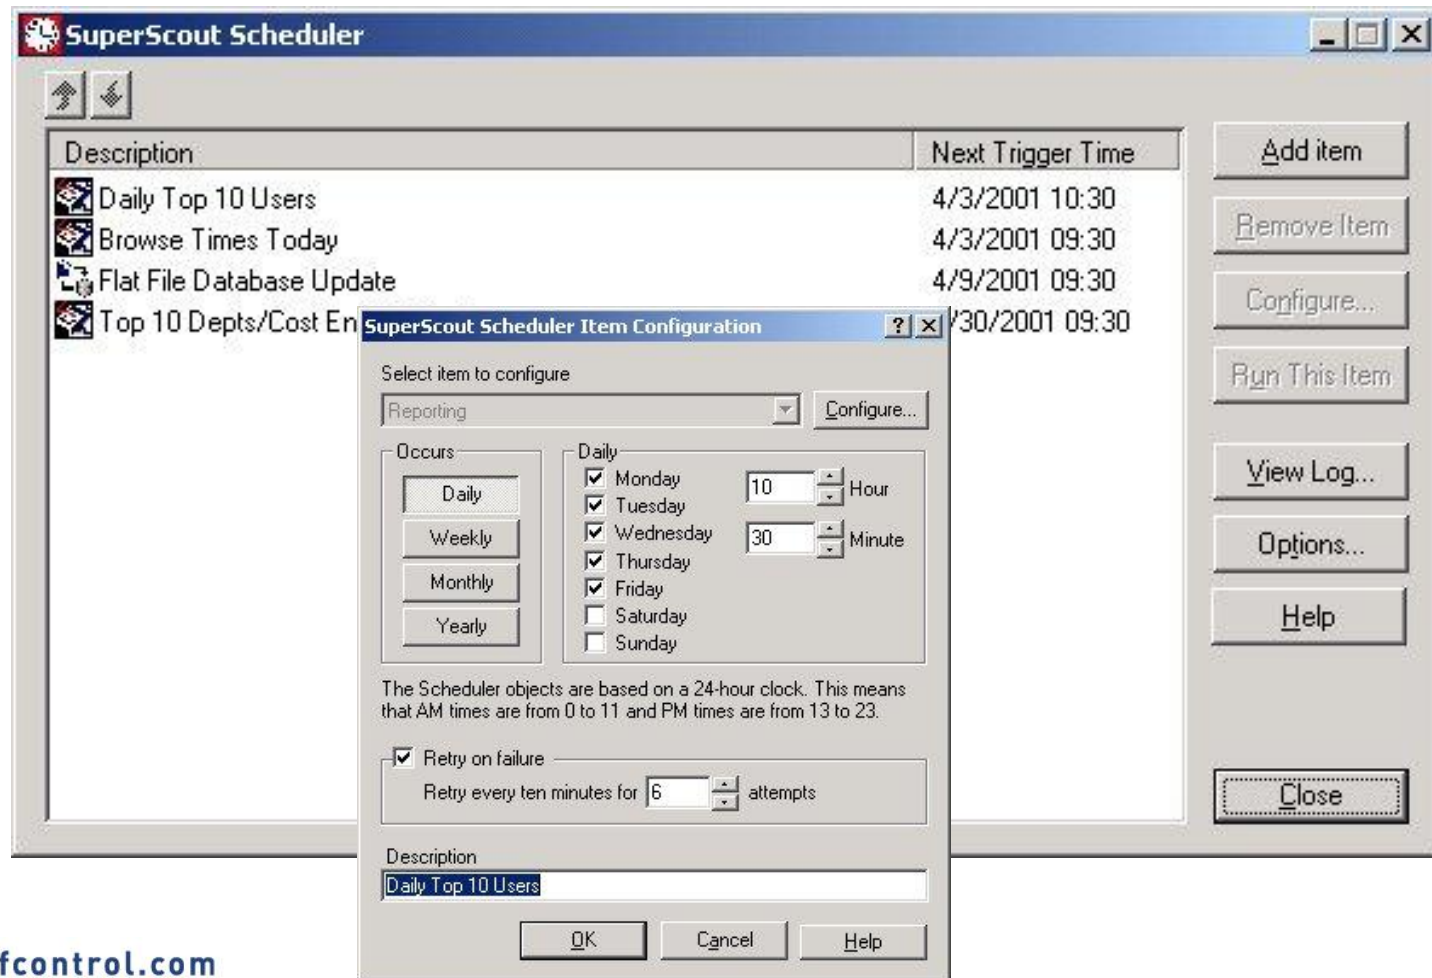 SuperScout Scheduler
Description Next Trigger Time
Daily Top 10 Users 4/3/2001 10:30
Browse Times Today 4/3/2001 09:30
Flat File Database Update 4/9/2001 09:30
Top 10 Depts/Cost En /30/2001 09:30
Add item
Remove Item
Configure...
Run This Item
View Log...
Options...
Help
Close
SuperScout Scheduler Item Configuration
Select item to configure
Reporting Configure...
Occurs
Daily
Weekly
Monthly
Yearly
Daily
Monday
Tuesday
Wednesday
Thursday
Friday
Saturday
Sunday
10 Hour
30 Minute
The Scheduler objects are based on a 24-hour clock. This means
that AM times are from 0 to 11 and PM times are from 13 to 23.
Retry on failure
Retry every ten minutes for 6 attempts
Description
Daily Top 10 Users
OK Cancel Help
fcontrol.com